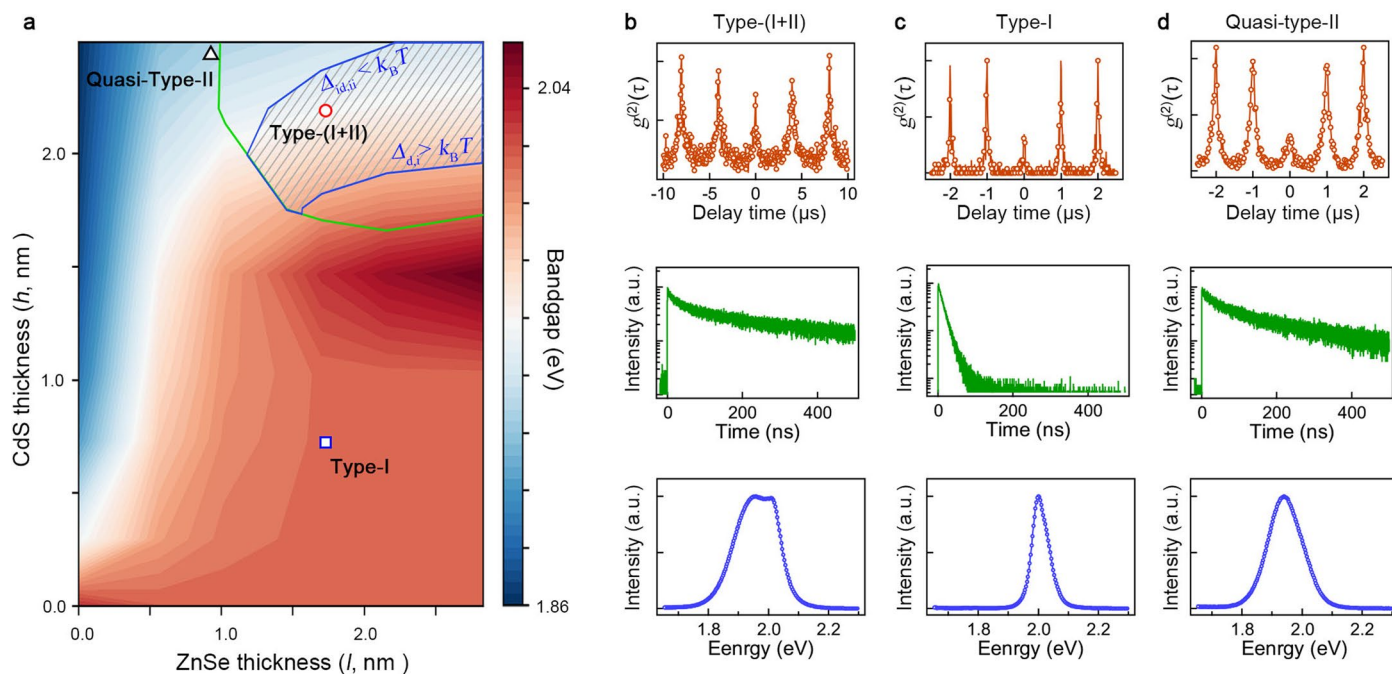 a
Quasi-Type-II
Δid,ii < kBT
Type-(I+II)
Δd,i > kBT
Type-I
2.0
1.0
0.0
CdS thickness (h, nm)
0.0 1.0 2.0
ZnSe thickness (l, nm )
2.04
1.86
Bandgap (eV)
b Type-(I+II)
g(2)(τ)
-10 -5 0 5 10
Delay time (μs)
Intensity (a.u.)
0 200 400
Time (ns)
Intensity (a.u.)
1.8 2.0 2.2
Eenrgy (eV)
c Type-I
g(2)(τ)
-2 -1 0 1 2
Delay time (μs)
Intensity (a.u.)
0 200 400
Time (ns)
Intensity (a.u.)
1.8 2.0 2.2
Eenrgy (eV)
d Quasi-type-II
g(2)(τ)
-2 -1 0 1 2
Delay time (μs)
Intensity (a.u.)
0 200 400
Time (ns)
Intensity (a.u.)
1.8 2.0 2.2
Eenrgy (eV)